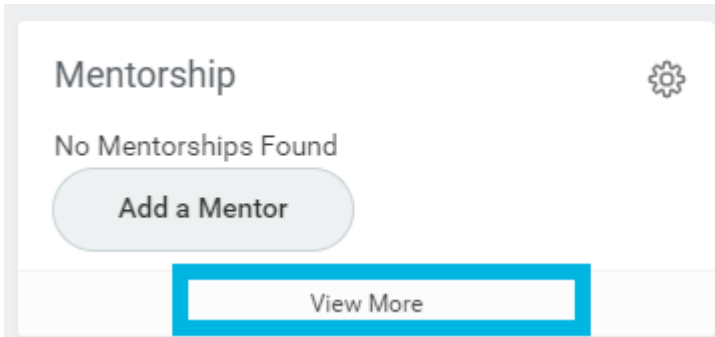 Mentorship
No Mentorships Found
Add a Mentor
View More